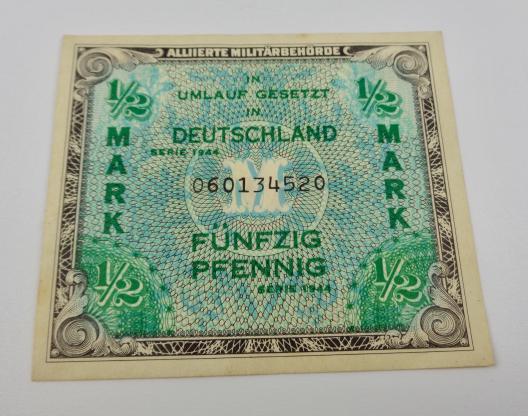 ALLIIERTE MILITÄRBEHÖRDE
½ ½
IN
UMLAUF GESETZT
IN
DEUTSCHLAND
SERIE 1944
MARK MARK
M
060134520
FÜNFZIG
PFENNIG
SERIE 1944
½ ½